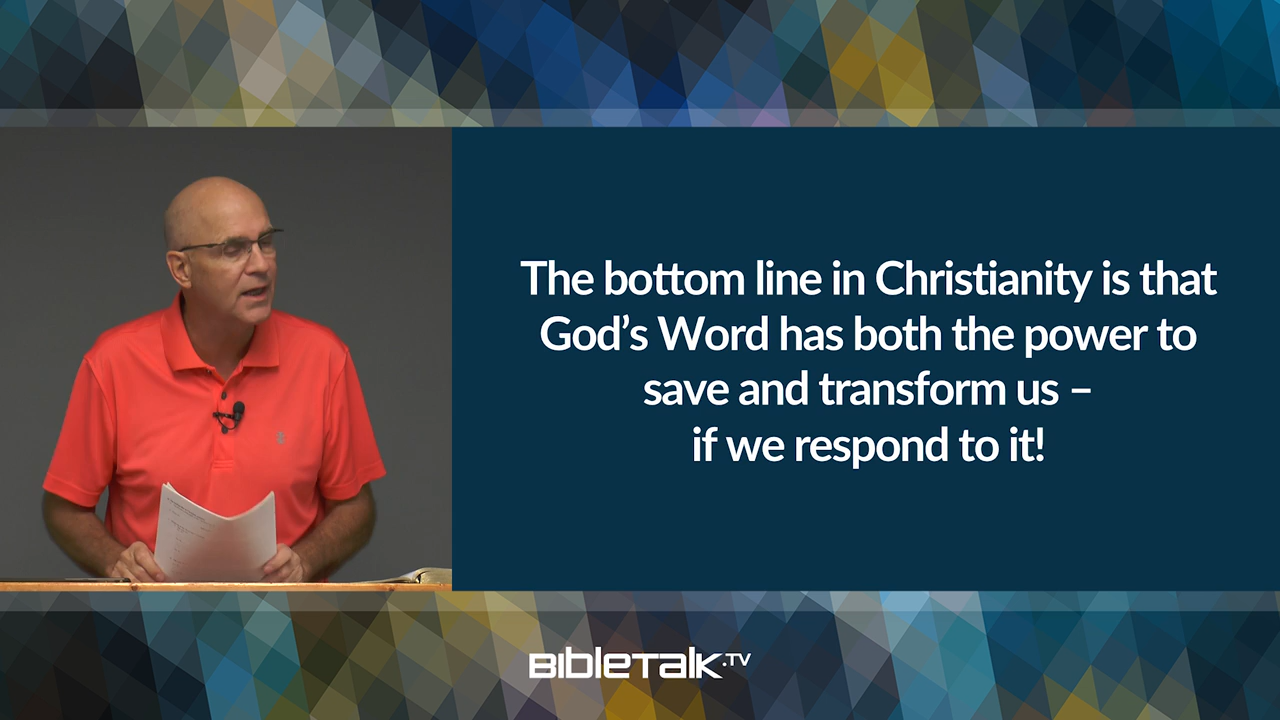 The bottom line in Christianity is that
God’s Word has both the power to
save and transform us –
if we respond to it!
BIBLETALK.TV